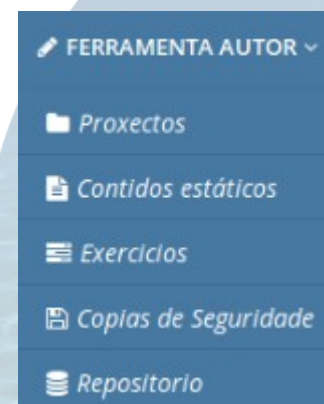 FERRAMENTA AUTOR
Proxectos
Contidos estáticos
Exercicios
Copias de Seguridade
Repositorio